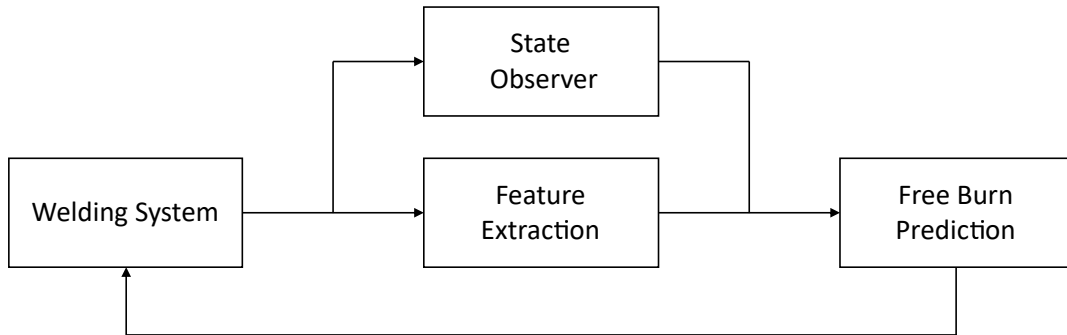 State
Observer
Welding System
Feature
Extraction
Free Burn
Prediction